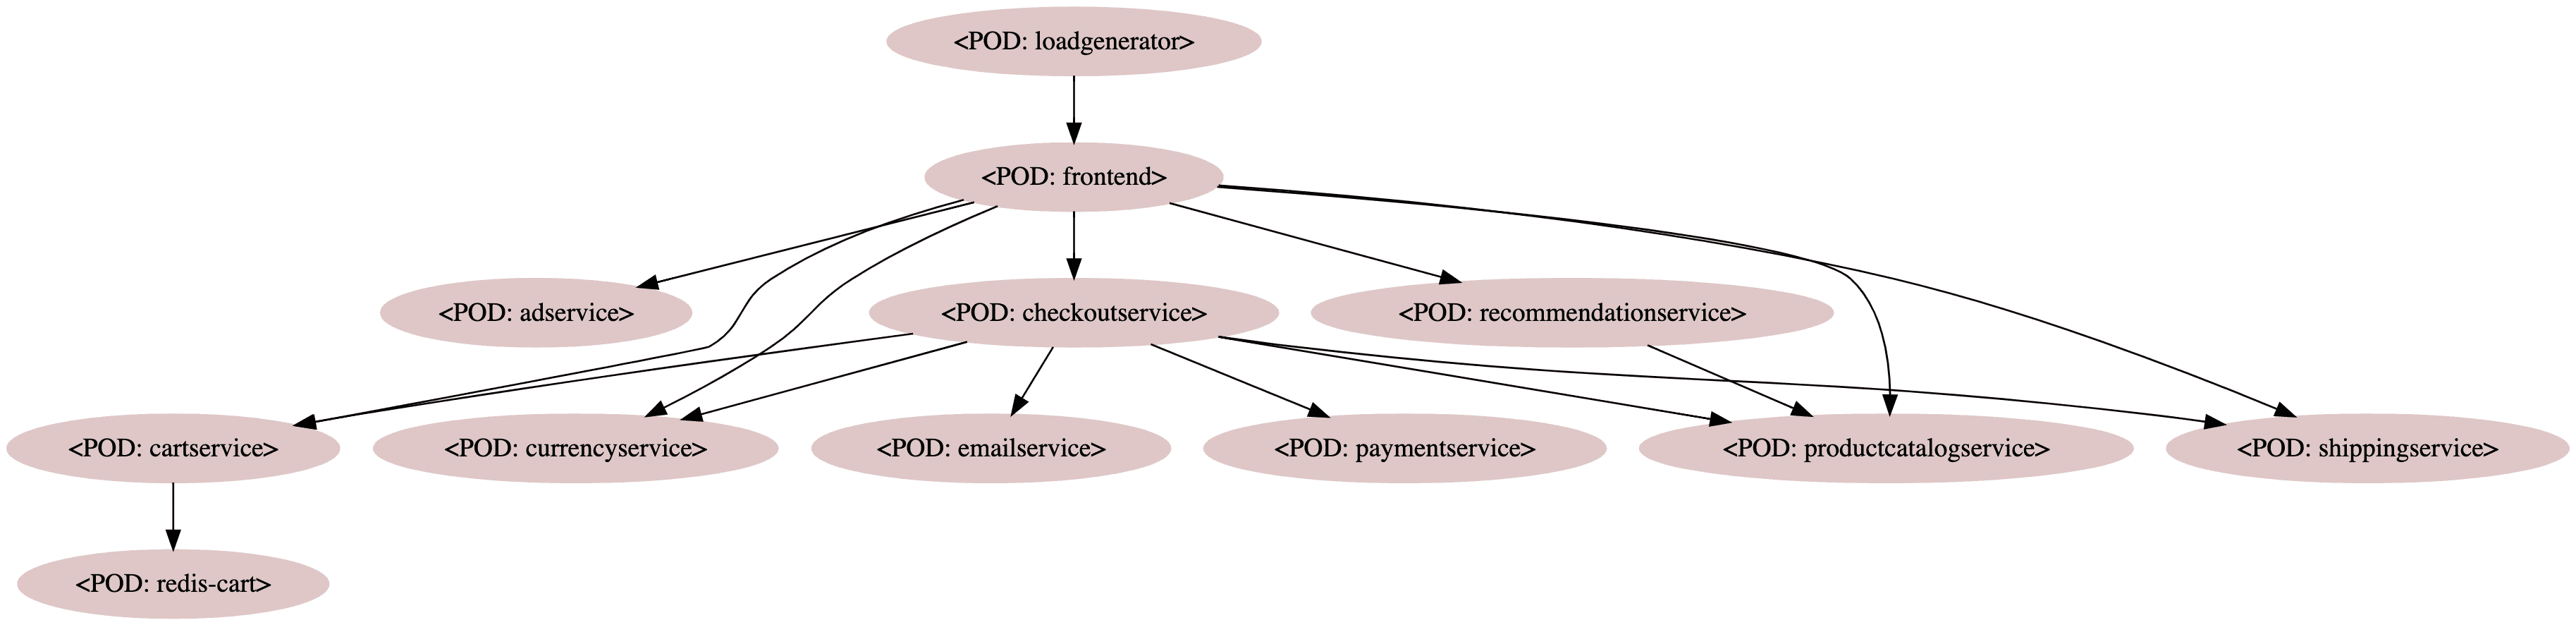 <POD: loadgenerator>
<POD: frontend>
<POD: adservice>
<POD: checkoutservice>
<POD: recommendationservice>
<POD: cartservice>
<POD: currencyservice>
<POD: emailservice>
<POD: paymentservice>
<POD: productcatalogservice>
<POD: shippingservice>
<POD: redis-cart>